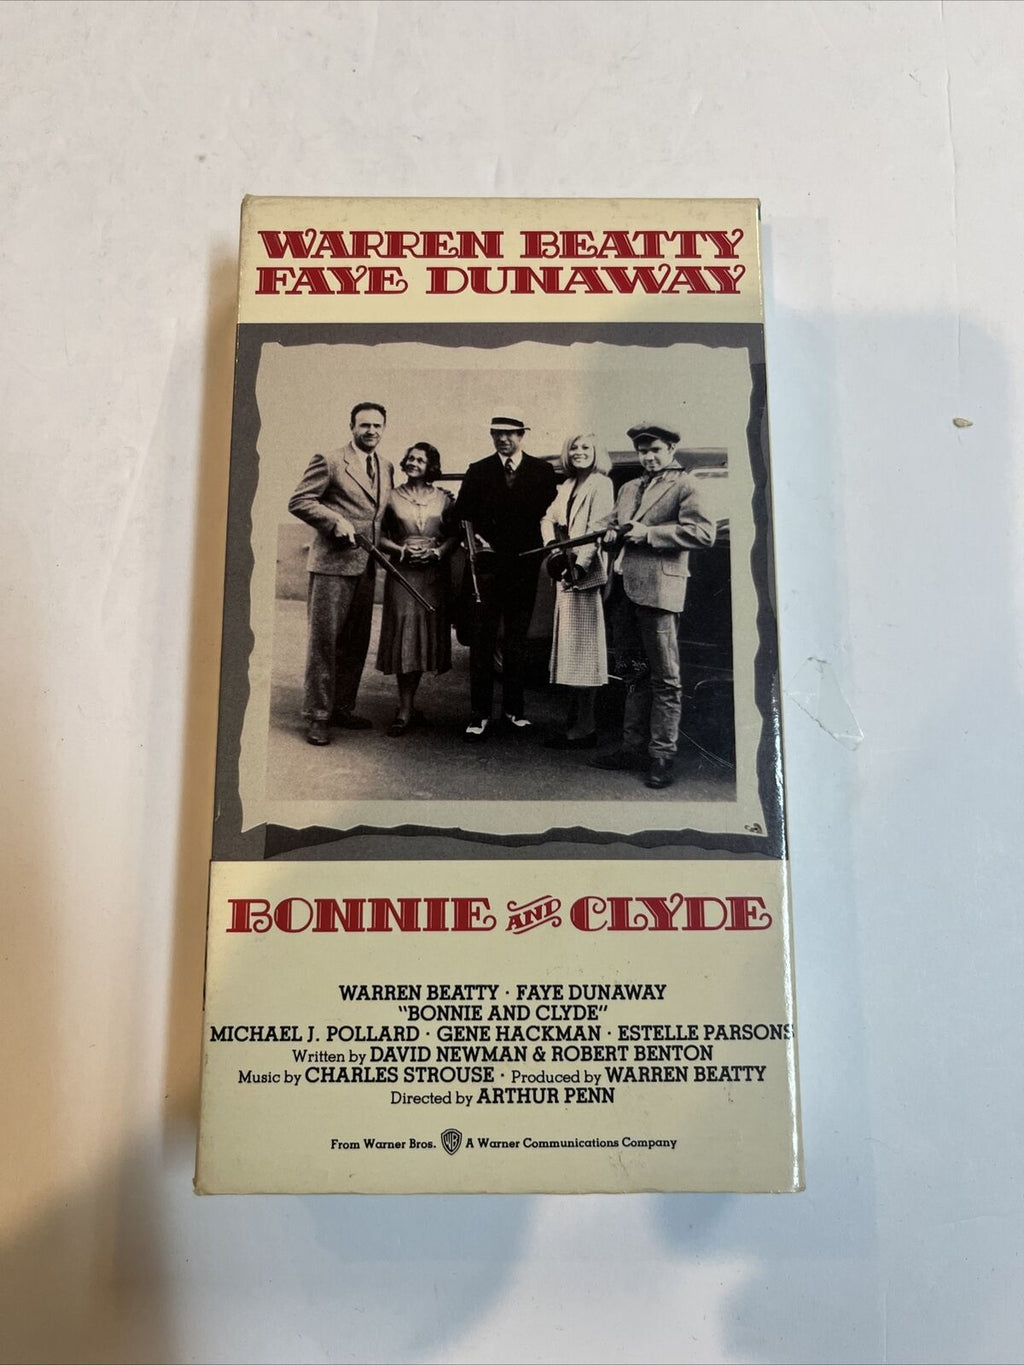 WARREN BEATTY
FAYE DUNAWAY
BONNIE AND CLYDE
WARREN BEATTY · FAYE DUNAWAY
"BONNIE AND CLYDE"
MICHAEL J. POLLARD · GENE HACKMAN · ESTELLE PARSONS
Written by DAVID NEWMAN & ROBERT BENTON
Music by CHARLES STROUSE · Produced by WARREN BEATTY
Directed by ARTHUR PENN
From Warner Bros. WB A Warner Communications Company